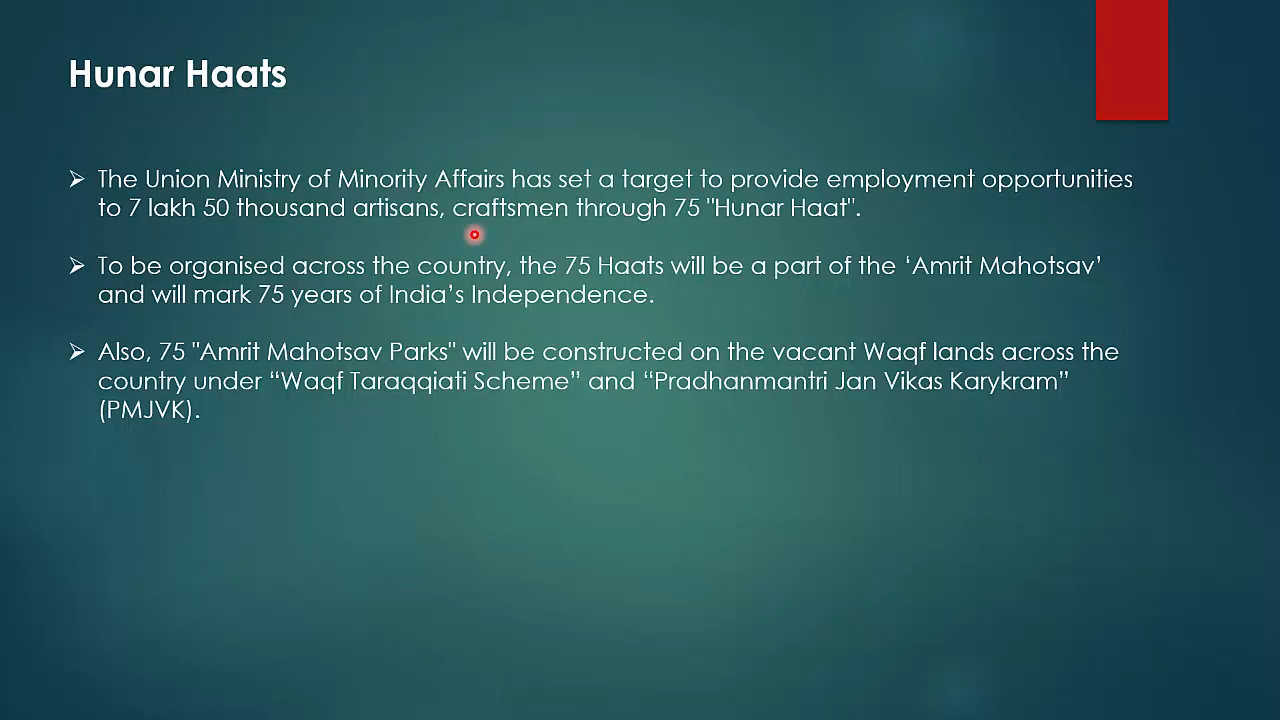 Hunar Haats
➢ The Union Ministry of Minority Affairs has set a target to provide employment opportunities
to 7 lakh 50 thousand artisans, craftsmen through 75 "Hunar Haat".
➢ To be organised across the country, the 75 Haats will be a part of the ‘Amrit Mahotsav’
and will mark 75 years of India’s Independence.
➢ Also, 75 "Amrit Mahotsav Parks" will be constructed on the vacant Waqf lands across the
country under “Waqf Taraqqiati Scheme” and “Pradhanmantri Jan Vikas Karykram”
(PMJVK).